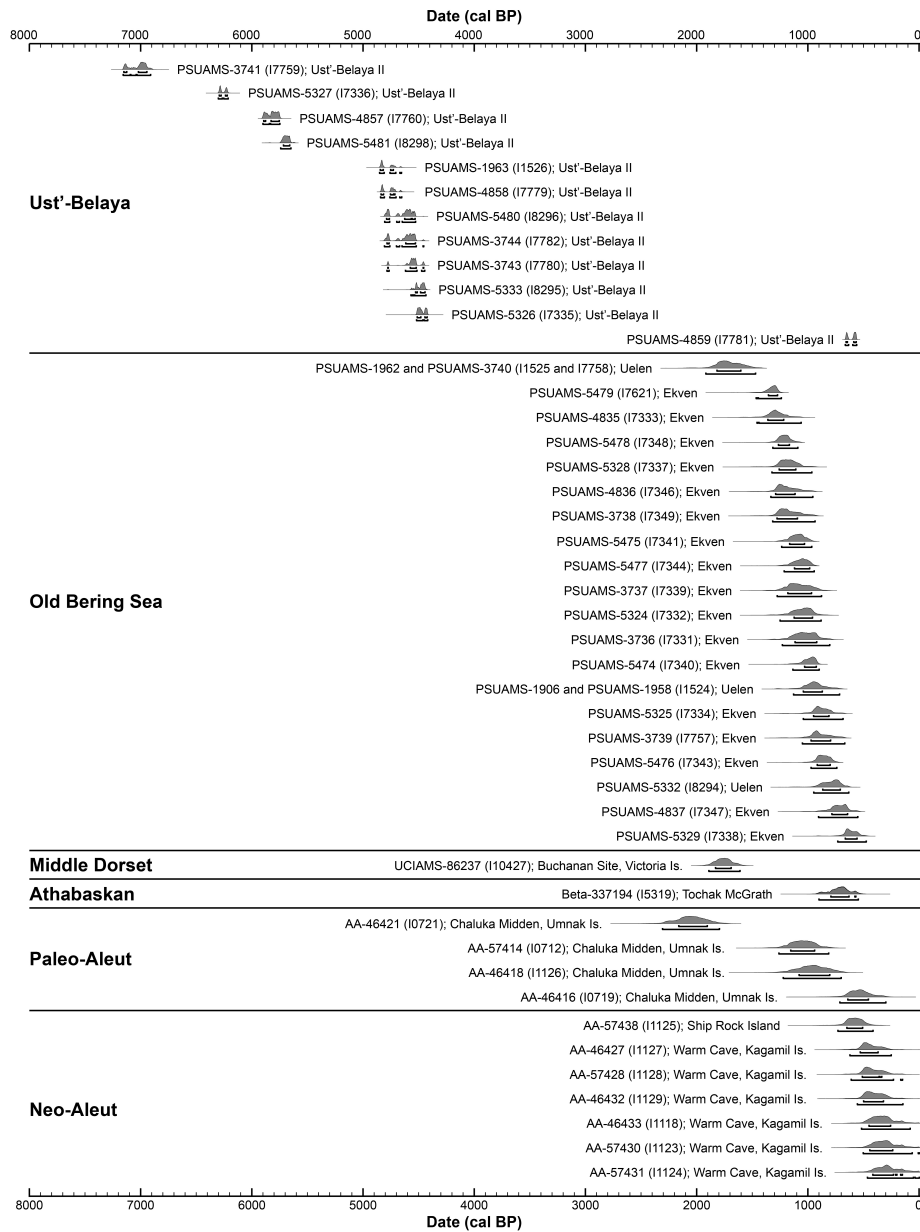 Date (cal BP)
8000 7000 6000 5000 4000 3000 2000 1000 0
PSUAMS-3741 (I7759); Ust'-Belaya II
PSUAMS-5327 (I7336); Ust'-Belaya II
PSUAMS-4857 (I7760); Ust'-Belaya II
PSUAMS-5481 (I8298); Ust'-Belaya II
PSUAMS-1963 (I1526); Ust'-Belaya II
PSUAMS-4858 (I7779); Ust'-Belaya II
Ust'-Belaya
PSUAMS-5480 (I8296); Ust'-Belaya II
PSUAMS-3744 (I7782); Ust'-Belaya II
PSUAMS-3743 (I7780); Ust'-Belaya II
PSUAMS-5333 (I8295); Ust'-Belaya II
PSUAMS-5326 (I7335); Ust'-Belaya II
PSUAMS-4859 (I7781); Ust'-Belaya II
PSUAMS-1962 and PSUAMS-3740 (I1525 and I7758); Uelen
PSUAMS-5479 (I7621); Ekven
PSUAMS-4835 (I7333); Ekven
PSUAMS-5478 (I7348); Ekven
PSUAMS-5328 (I7337); Ekven
PSUAMS-4836 (I7346); Ekven
PSUAMS-3738 (I7349); Ekven
PSUAMS-5475 (I7341); Ekven
PSUAMS-5477 (I7344); Ekven
PSUAMS-3737 (I7339); Ekven
Old Bering Sea
PSUAMS-5324 (I7332); Ekven
PSUAMS-3736 (I7331); Ekven
PSUAMS-5474 (I7340); Ekven
PSUAMS-1906 and PSUAMS-1958 (I1524); Uelen
PSUAMS-5325 (I7334); Ekven
PSUAMS-3739 (I7757); Ekven
PSUAMS-5476 (I7343); Ekven
PSUAMS-5332 (I8294); Uelen
PSUAMS-4837 (I7347); Ekven
PSUAMS-5329 (I7338); Ekven
Middle Dorset UCIAMS-86237 (I10427); Buchanan Site, Victoria Is.
Athabaskan Beta-337194 (I5319); Tochak McGrath
AA-46421 (I0721); Chaluka Midden, Umnak Is.
AA-57414 (I0712); Chaluka Midden, Umnak Is.
Paleo-Aleut
AA-46418 (I1126); Chaluka Midden, Umnak Is.
AA-46416 (I0719); Chaluka Midden, Umnak Is.
AA-57438 (I1125); Ship Rock Island
AA-46427 (I1127); Warm Cave, Kagamil Is.
AA-57428 (I1128); Warm Cave, Kagamil Is.
AA-46432 (I1129); Warm Cave, Kagamil Is.
Neo-Aleut
AA-46433 (I1118); Warm Cave, Kagamil Is.
AA-57430 (I1123); Warm Cave, Kagamil Is.
AA-57431 (I1124); Warm Cave, Kagamil Is.
8000 7000 6000 5000 4000 3000 2000 1000 0
Date (cal BP)